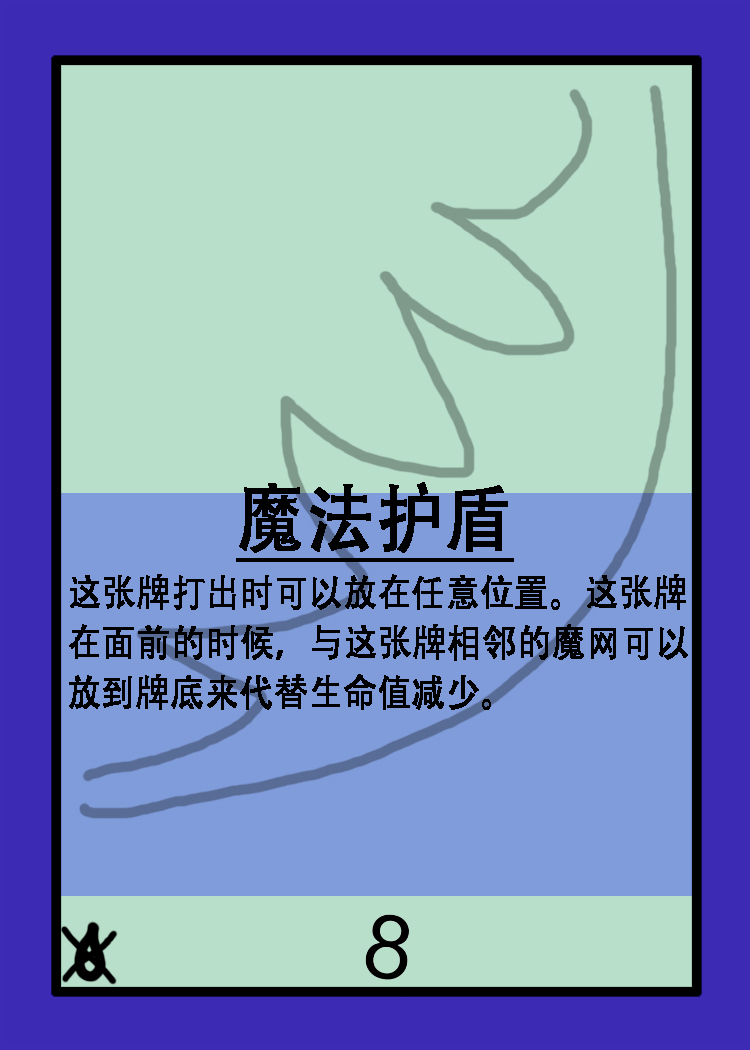 魔法护盾
这张牌打出时可以放在任意位置。这张牌
在面前的时候，与这张牌相邻的魔网可以
放到牌底来代替生命值减少。
8